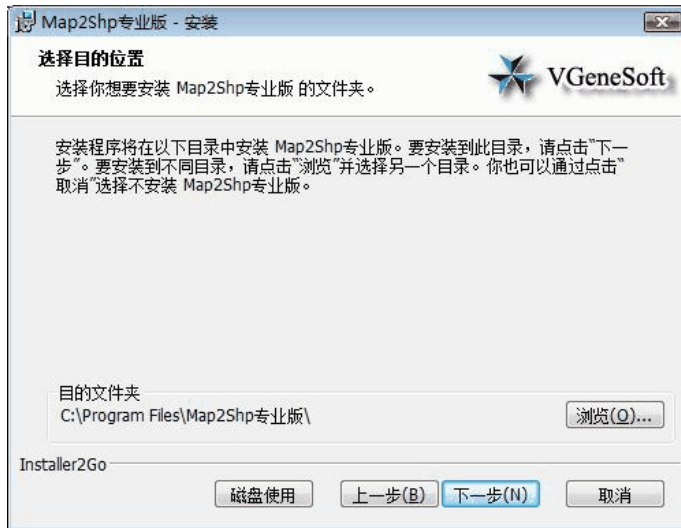 Map2Shp专业版 - 安装
选择目的位置
选择你想要安装 Map2Shp专业版 的文件夹。
VGeneSoft
安装程序将在以下目录中安装 Map2Shp专业版。要安装到此目录，请点击"下一
步"。要安装到不同目录，请点击"浏览"并选择另一个目录。你也可以通过点击"
取消"选择不安装 Map2Shp专业版。
目的文件夹
C:\Program Files\Map2Shp专业版\
浏览(O)...
Installer2Go
磁盘使用
上一步(B)
下一步(N)
取消